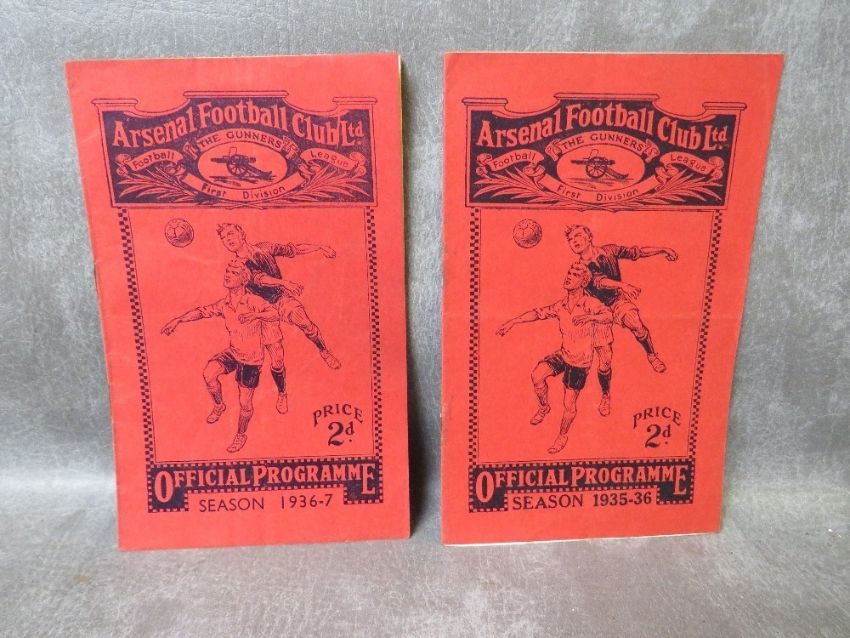 Arsenal Football Club Ltd.
THE GUNNERS
Football League
First Division
PRICE
2d.
OFFICIAL PROGRAMME
SEASON 1936-7
Arsenal Football Club Ltd.
THE GUNNERS
Football League
First Division
PRICE
2d.
OFFICIAL PROGRAMME
SEASON 1935-36